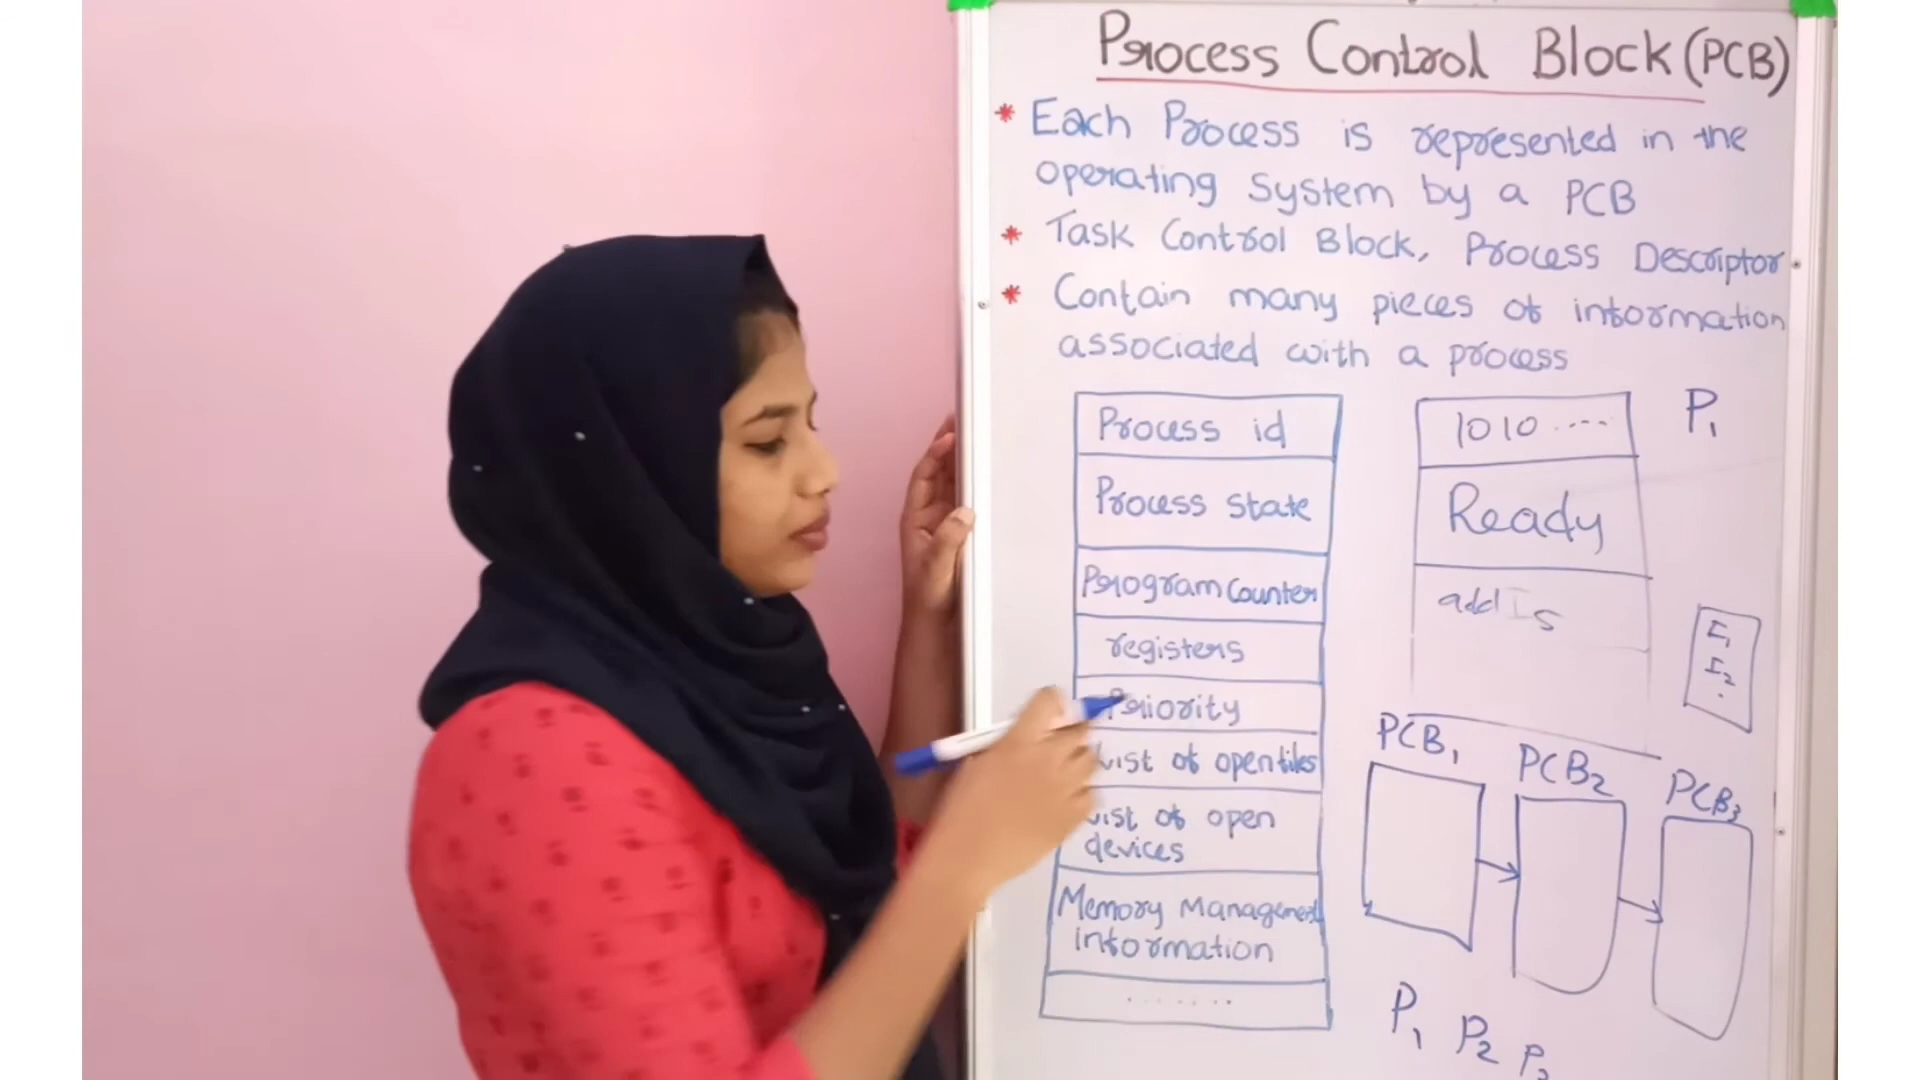 Process Control Block (PCB)
* Each Process is represented in the
operating System by a PCB
* Task Control Block, Process Descriptor
* Contain many pieces of information
associated with a process
Process id
Process State
Program Counter
registers
Priority
List of open files
List of open
devices
Memory Management
information
.......
1010 ....
Ready
add I5
P1
I1
I2
.
PCB1
PCB2
PCB3
P1 P2 P3